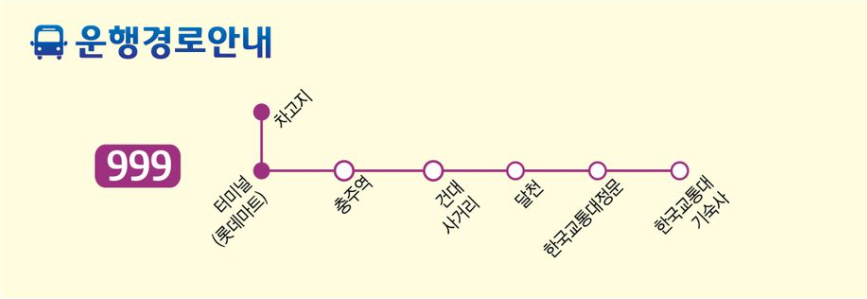 운행경로안내
차고지
999
터미널
(롯데마트)
충주역
건대
사거리
달천
한국교통대정문
한국교통대
기숙사